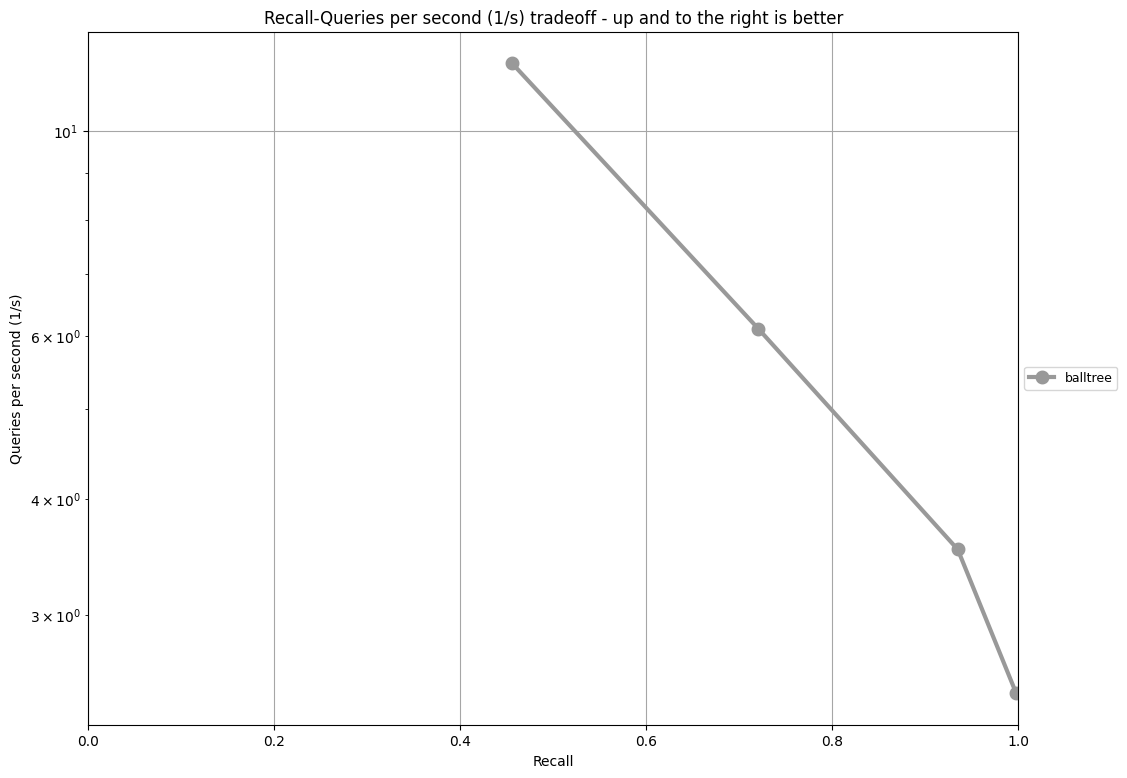 Recall-Queries per second (1/s) tradeoff - up and to the right is better
Queries per second (1/s)
10¹
6 × 10⁰
4 × 10⁰
3 × 10⁰
balltree
0.0 0.2 0.4 0.6 0.8 1.0
Recall